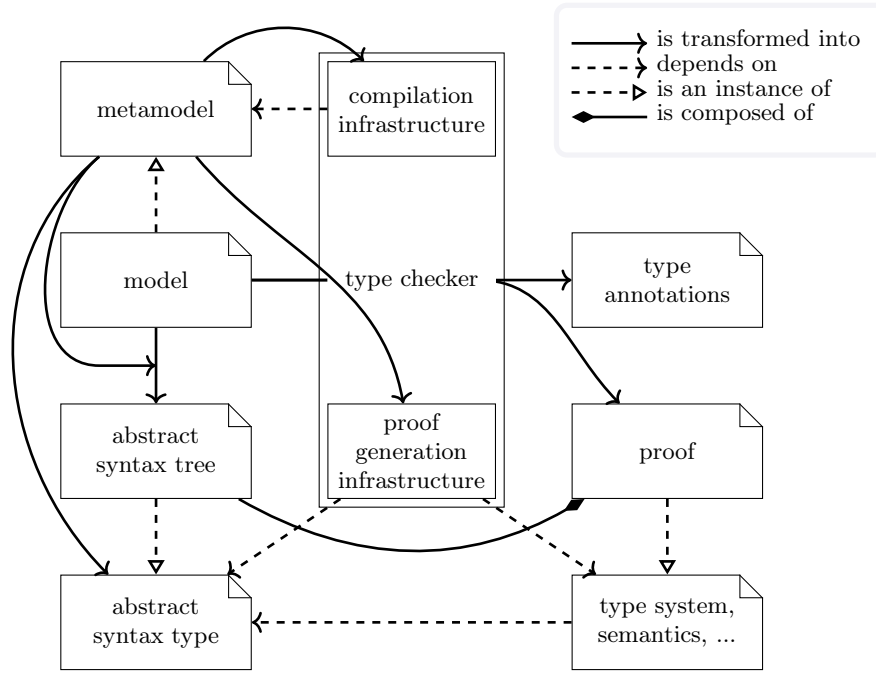 is transformed into
depends on
is an instance of
is composed of
metamodel
compilation
infrastructure
model
type checker
type
annotations
abstract
syntax tree
proof
generation
infrastructure
proof
abstract
syntax type
type system,
semantics, ...